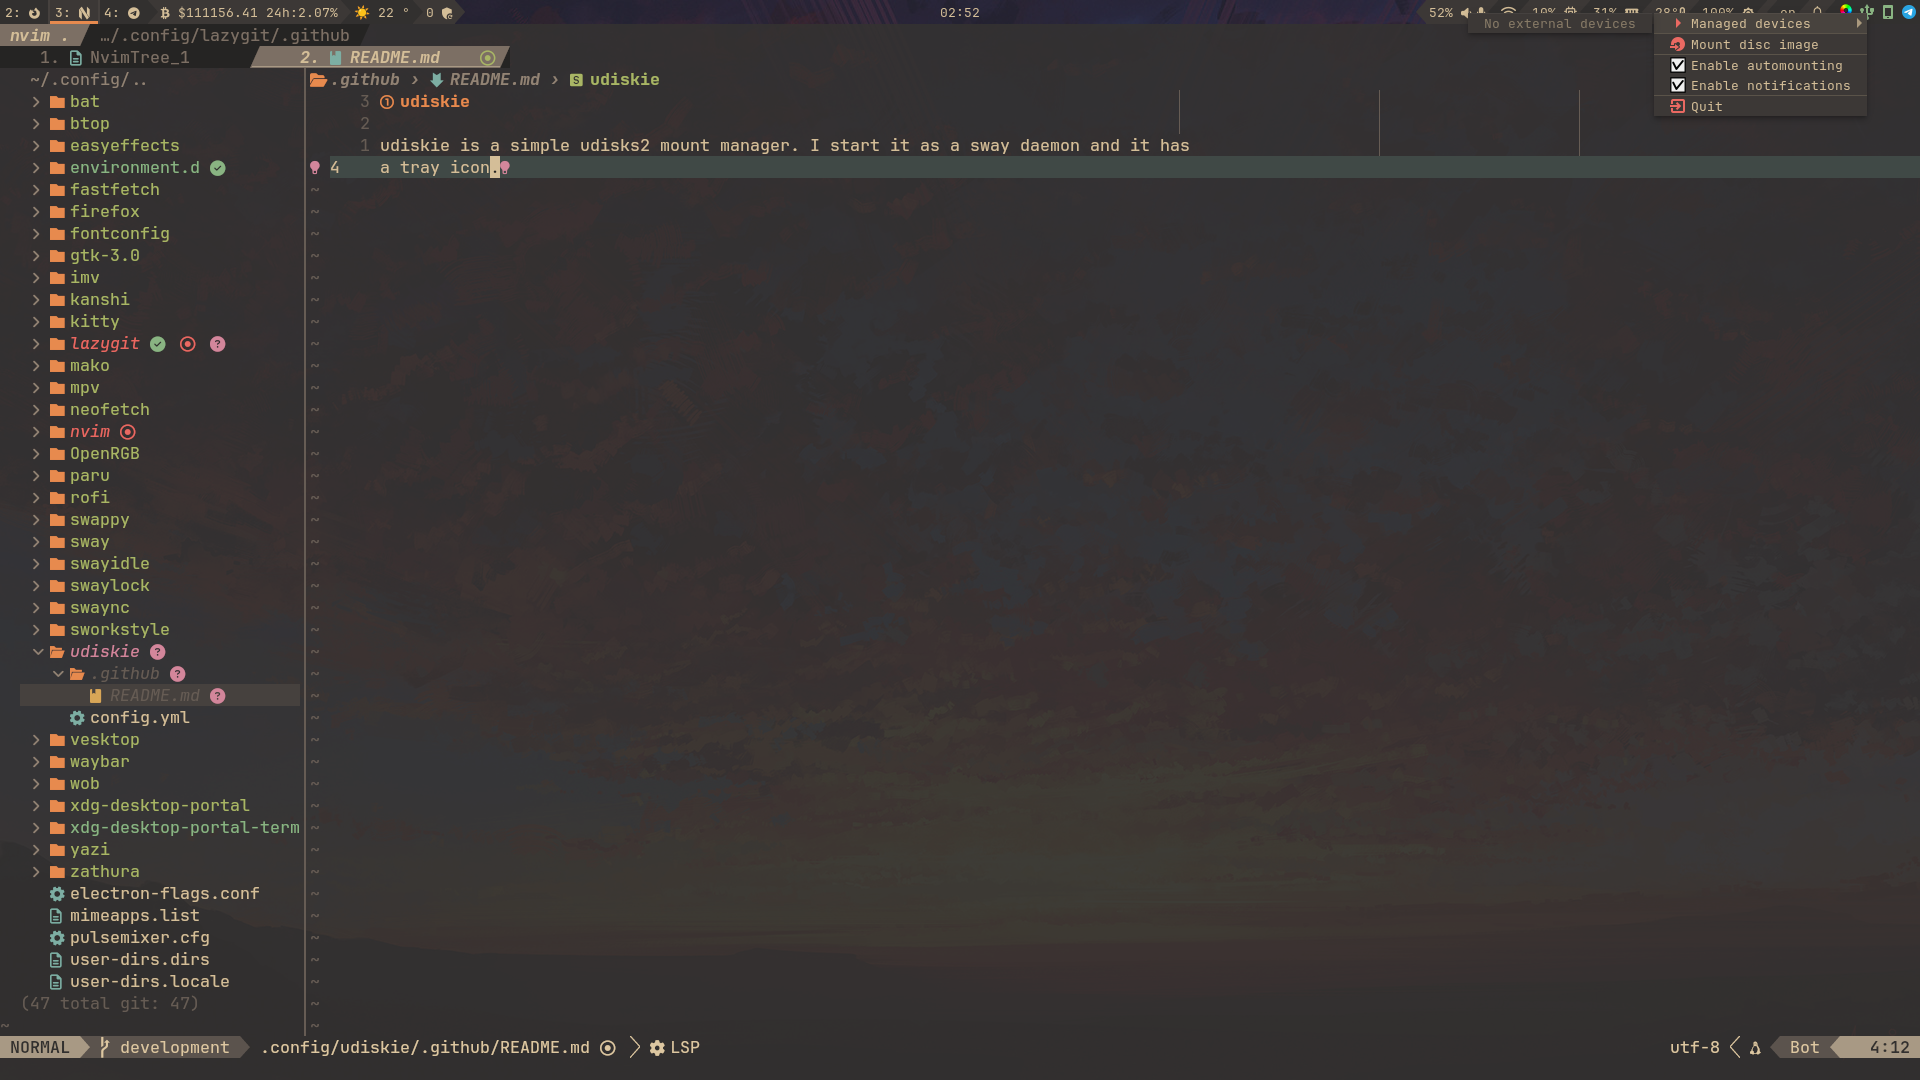 2: 3: 4: $111156.41 24h:2.07% 22 ° 0 02:52 52% 10% 31% 28° 100% en
nvim . …/.config/lazygit/.github
1. NvimTree_1 2. README.md
No external devices
Managed devices
Mount disc image
Enable automounting
Enable notifications
Quit
~/.config/..
bat
btop
easyeffects
environment.d
fastfetch
firefox
fontconfig
gtk-3.0
imv
kanshi
kitty
lazygit
mako
mpv
neofetch
nvim
OpenRGB
paru
rofi
swappy
sway
swayidle
swaylock
swaync
sworkstyle
udiskie
.github
README.md
config.yml
vesktop
waybar
wob
xdg-desktop-portal
xdg-desktop-portal-term
yazi
zathura
electron-flags.conf
mimeapps.list
pulsemixer.cfg
user-dirs.dirs
user-dirs.locale
(47 total git: 47)
.github › README.md › udiskie
3 udiskie
2
1 udiskie is a simple udisks2 mount manager. I start it as a sway daemon and it has
4 a tray icon.
NORMAL development .config/udiskie/.github/README.md LSP utf-8 Bot 4:12